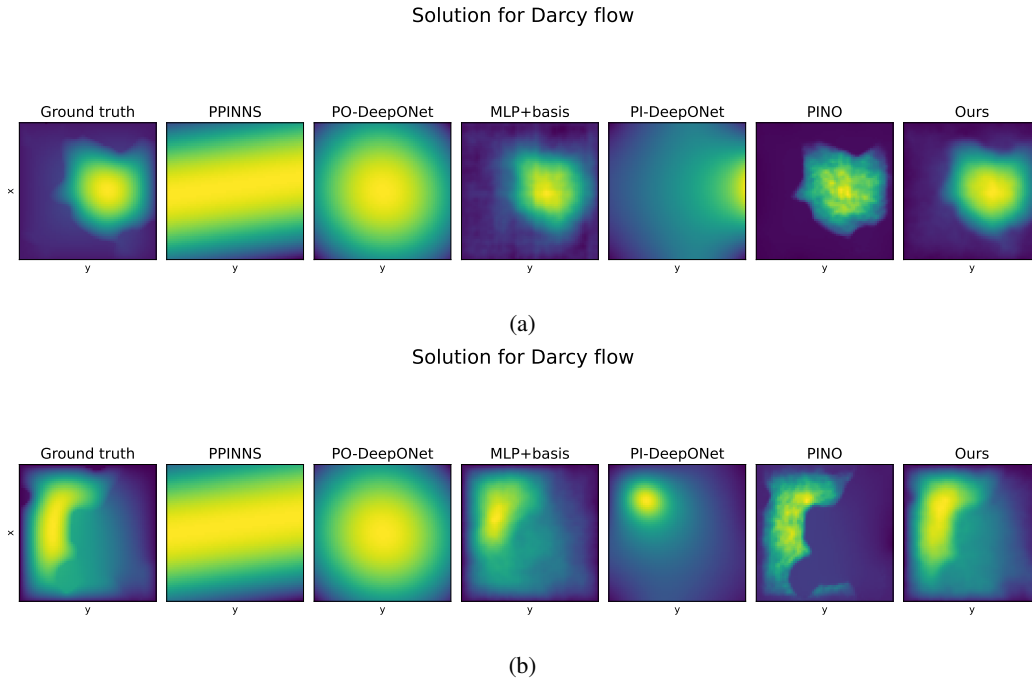 Solution for Darcy flow
Ground truth PPINNS PO-DeepONet MLP+basis PI-DeepONet PINO Ours
x
y y y y y y y
(a)
Solution for Darcy flow
Ground truth PPINNS PO-DeepONet MLP+basis PI-DeepONet PINO Ours
x
y y y y y y y
(b)